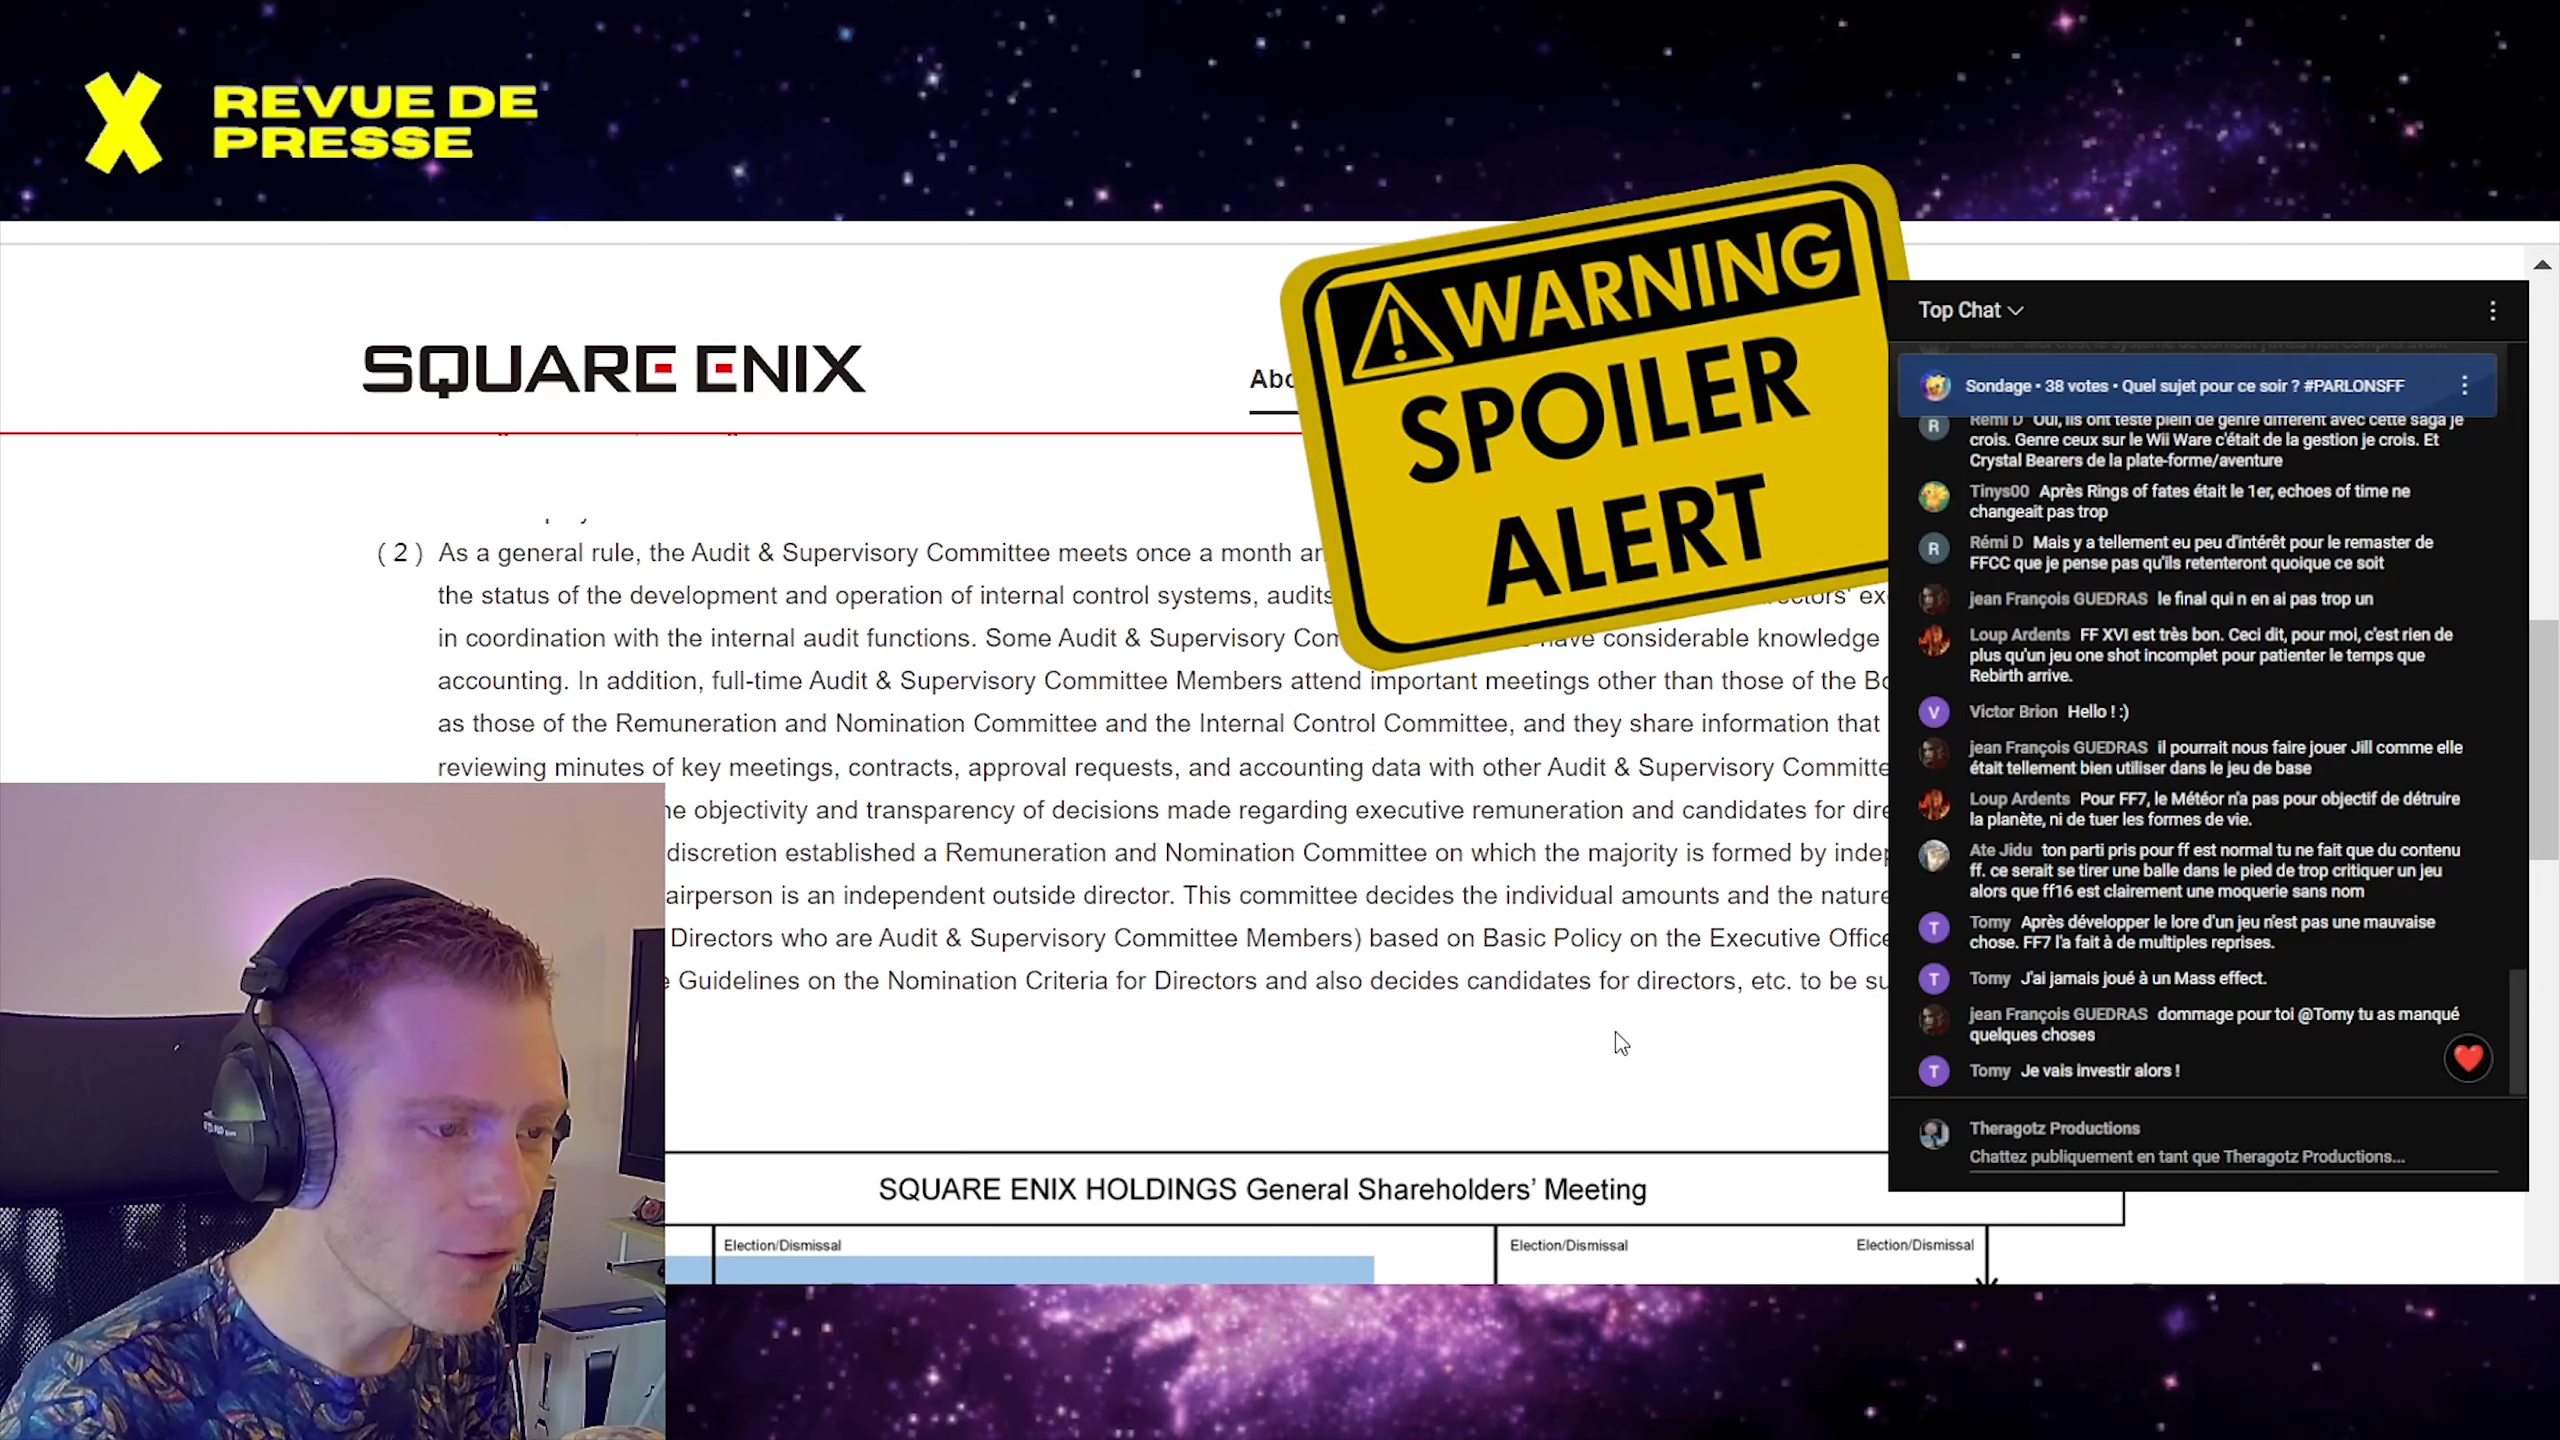 REVUE DE
PRESSE
SQUARE ENIX
WARNING
SPOILER
ALERT
( 2 ) As a general rule, the Audit & Supervisory Committee meets once a month
the status of the development and operation of internal control systems, audits
in coordination with the internal audit functions. Some Audit & Supervisory
have considerable knowledge
accounting. In addition, full-time Audit & Supervisory Committee Members attend important meetings other than those of the
as those of the Remuneration and Nomination Committee and the Internal Control Committee, and they share information that
reviewing minutes of key meetings, contracts, approval requests, and accounting data with other Audit & Supervisory
objectivity and transparency of decisions made regarding executive remuneration and candidates for
discretion established a Remuneration and Nomination Committee on which the majority is formed by
is an independent outside director. This committee decides the individual amounts and the nature
Directors who are Audit & Supervisory Committee Members) based on Basic Policy on the Executive
Guidelines on the Nomination Criteria for Directors and also decides candidates for directors, etc. to be
SQUARE ENIX HOLDINGS General Shareholders' Meeting
Election/Dismissal
Election/Dismissal
Election/Dismissal
Top Chat
Sondage • 38 votes • Quel sujet pour ce soir ? #PARLONSFF
R Rémi D Oui, ils ont testé plein de genre différent avec cette saga je
crois. Genre ceux sur le Wii Ware c'était de la gestion je crois. Et
Crystal Bearers de la plate-forme/aventure
Tinys00 Après Rings of fates était le 1er, echoes of time ne
changeait pas trop
R Rémi D Mais y a tellement eu peu d'intérêt pour le remaster de
FFCC que je pense pas qu'ils retenteront quoique ce soit
jean François GUEDRAS le final qui n en ai pas trop un
Loup Ardents FF XVI est très bon. Ceci dit, pour moi, c'est rien de
plus qu'un jeu one shot incomplet pour patienter le temps que
Rebirth arrive.
V Victor Brion Hello ! :)
jean François GUEDRAS il pourrait nous faire jouer Jill comme elle
était tellement bien utiliser dans le jeu de base
Loup Ardents Pour FF7, le Météor n'a pas pour objectif de détruire
la planète, ni de tuer les formes de vie.
Ate Jidu ton parti pris pour ff est normal tu ne fait que du contenu
ff. ce serait se tirer une balle dans le pied de trop critiquer un jeu
alors que ff16 est clairement une moquerie sans nom
T Tomy Après développer le lore d'un jeu n'est pas une mauvaise
chose. FF7 l'a fait à de multiples reprises.
T Tomy J'ai jamais joué à un Mass effect.
jean François GUEDRAS dommage pour toi @Tomy tu as manqué
quelques choses
T Tomy Je vais investir alors !
Theragotz Productions
Chattez publiquement en tant que Theragotz Productions...